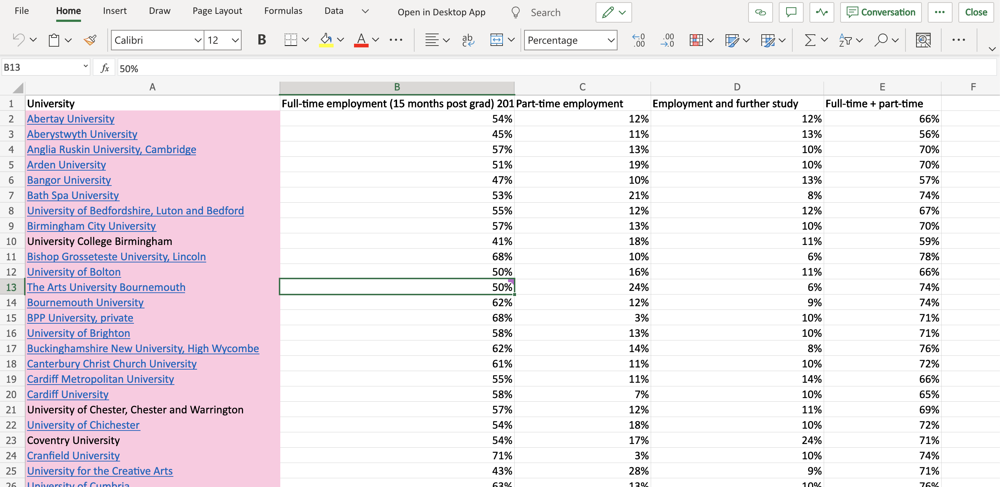 File Home Insert Draw Page Layout Formulas Data Open in Desktop App Search Conversation Close
Calibri 12 B A ab c Percentage .0 .00 .00 .0 A Z
B13 fx 50%
A B C D E F
1 University Full-time employment (15 months post grad) 201 Part-time employment Employment and further study Full-time + part-time
2 Abertay University 54% 12% 12% 66%
3 Aberystwyth University 45% 11% 13% 56%
4 Anglia Ruskin University, Cambridge 57% 13% 10% 70%
5 Arden University 51% 19% 10% 70%
6 Bangor University 47% 10% 13% 57%
7 Bath Spa University 53% 21% 8% 74%
8 University of Bedfordshire, Luton and Bedford 55% 12% 12% 67%
9 Birmingham City University 57% 13% 10% 70%
10 University College Birmingham 41% 18% 11% 59%
11 Bishop Grosseteste University, Lincoln 68% 10% 6% 78%
12 University of Bolton 50% 16% 11% 66%
13 The Arts University Bournemouth 50% 24% 6% 74%
14 Bournemouth University 62% 12% 9% 74%
15 BPP University, private 68% 3% 10% 71%
16 University of Brighton 58% 13% 10% 71%
17 Buckinghamshire New University, High Wycombe 62% 14% 8% 76%
18 Canterbury Christ Church University 61% 11% 10% 72%
19 Cardiff Metropolitan University 55% 11% 14% 66%
20 Cardiff University 58% 7% 10% 65%
21 University of Chester, Chester and Warrington 57% 12% 11% 69%
22 University of Chichester 54% 18% 10% 72%
23 Coventry University 54% 17% 24% 71%
24 Cranfield University 71% 3% 10% 74%
25 University for the Creative Arts 43% 28% 9% 71%
26 University of Cumbria 63% 13% 10% 76%